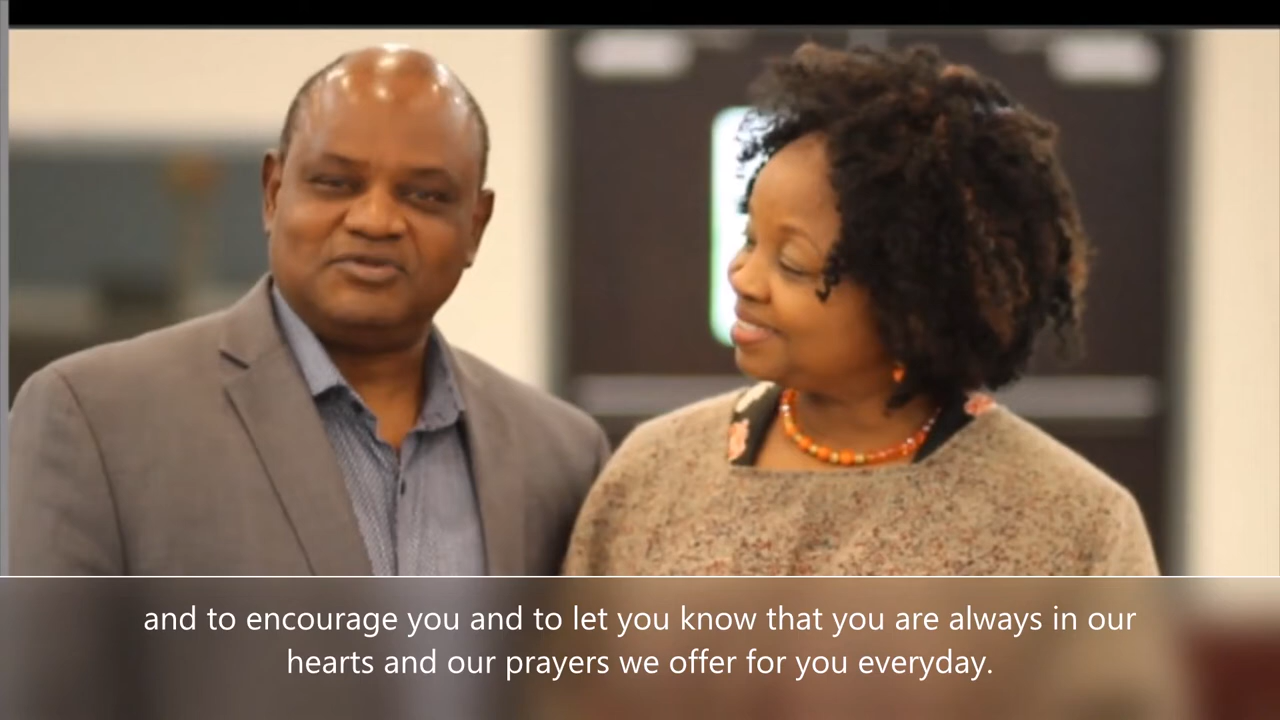 and to encourage you and to let you know that you are always in our
hearts and our prayers we offer for you everyday.